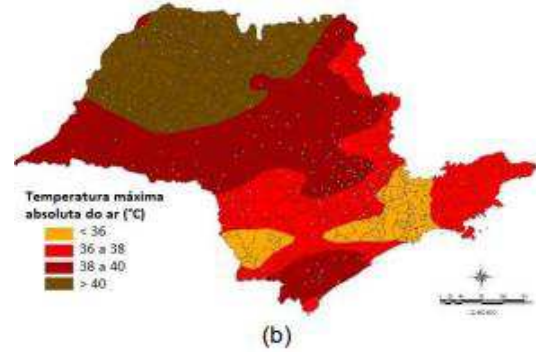 Temperatura máxima
absoluta do ar (°C)
< 36
36 a 38
38 a 40
> 40
(b)